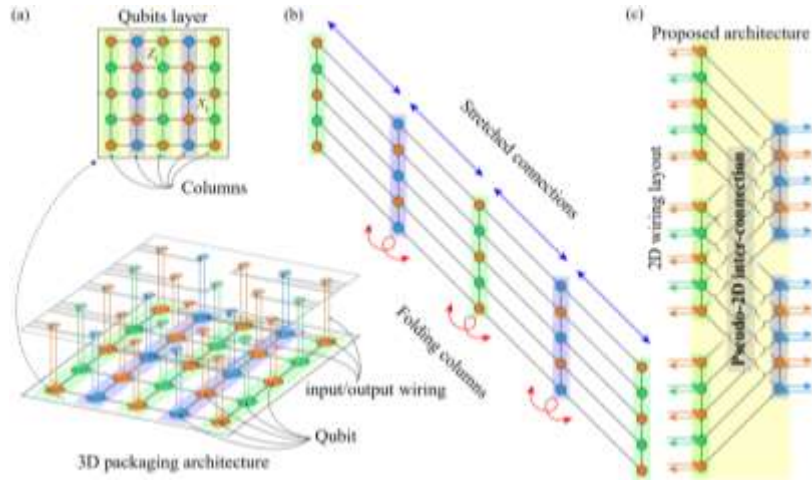 (a)
Qubits layer
Columns
input/output wiring
Qubit
3D packaging architecture
(b)
Stretched connections
Folding columns
(c)
Proposed architecture
2D wiring layout
Pseudo-2D inter-connection